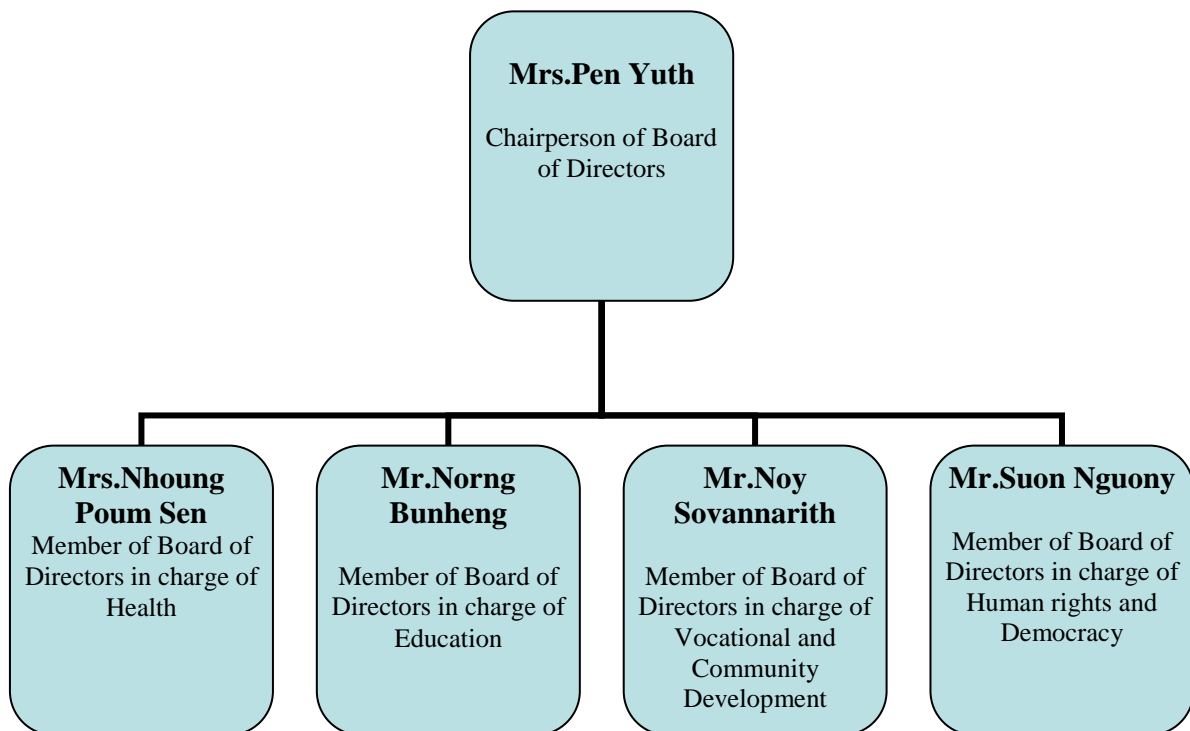 Mrs.Pen Yuth
Chairperson of Board
of Directors
Mrs.Nhoung
Poum Sen
Member of Board of
Directors in charge of
Health
Mr.Norng
Bunheng
Member of Board of
Directors in charge of
Education
Mr.Noy
Sovannarith
Member of Board of
Directors in charge of
Vocational and
Community
Development
Mr.Suon Nguony
Member of Board of
Directors in charge of
Human rights and
Democracy